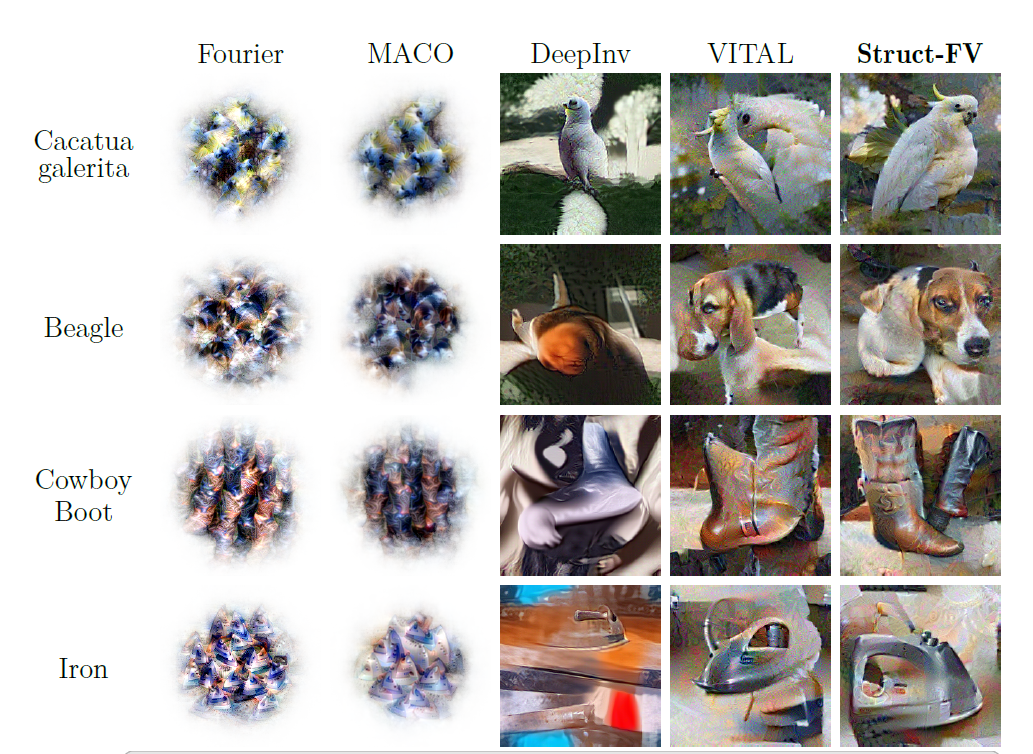 Fourier MACO DeepInv VITAL Struct-FV
Cacatua
galerita
Beagle
Cowboy
Boot
Iron